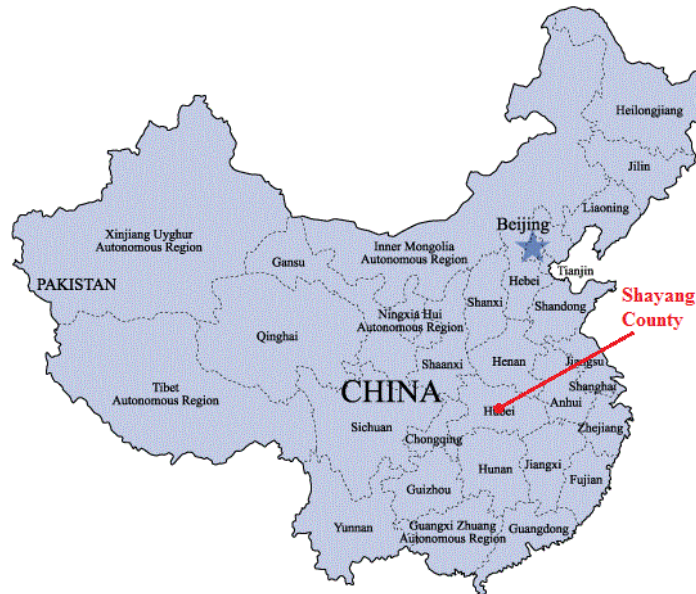 Heilongjiang
Jilin
Liaoning
Beijing
Xinjiang Uyghur
Autonomous Region
Inner Mongolia
Autonomous Region
Gansu
Tianjin
Hebei
PAKISTAN
Shanxi
Shandong
Shayang
County
Ningxia Hui
Autonomous Region
Qinghai
Shaanxi
Henan
Jiangsu
Tibet
Autonomous Region
CHINA
Shanghai
Anhui
Hubei
Zhejiang
Sichuan
Chongqing
Hunan
Jiangxi
Fujian
Guizhou
Yunnan
Guangxi Zhuang
Autonomous Region
Guangdong